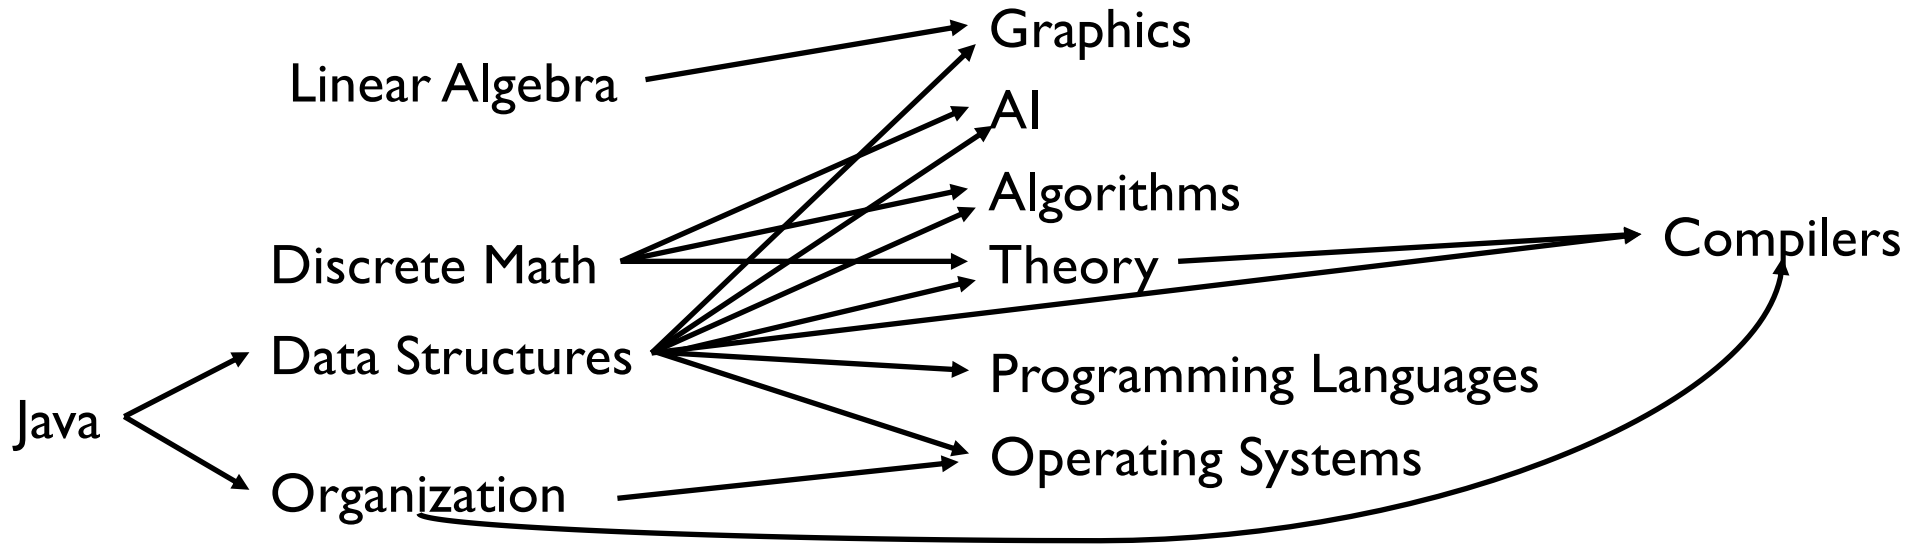 Graphics
Linear Algebra
AI
Algorithms
Compilers
Discrete Math
Theory
Data Structures
Programming Languages
Java
Operating Systems
Organization